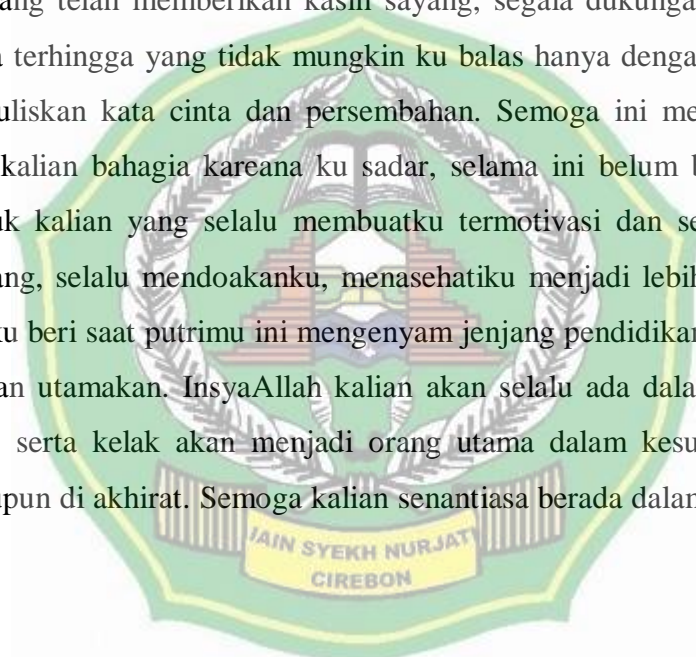 ang telah memberikan kasih sayang, segala dukunga
terhingga yang tidak mungkin ku balas hanya denga
uliskan kata cinta dan persembahan. Semoga ini me
kalian bahagia kareana ku sadar, selama ini belum b
uk kalian yang selalu membuatku termotivasi dan se
ang, selalu mendoakanku, menasehatiku menjadi lebih
ku beri saat putrimu ini mengenyam jenjang pendidikan
an utamakan. InsyaAllah kalian akan selalu ada dala
serta kelak akan menjadi orang utama dalam kesu
upun di akhirat. Semoga kalian senantiasa berada dalam
IAIN SYEKH NURJATI
CIREBON